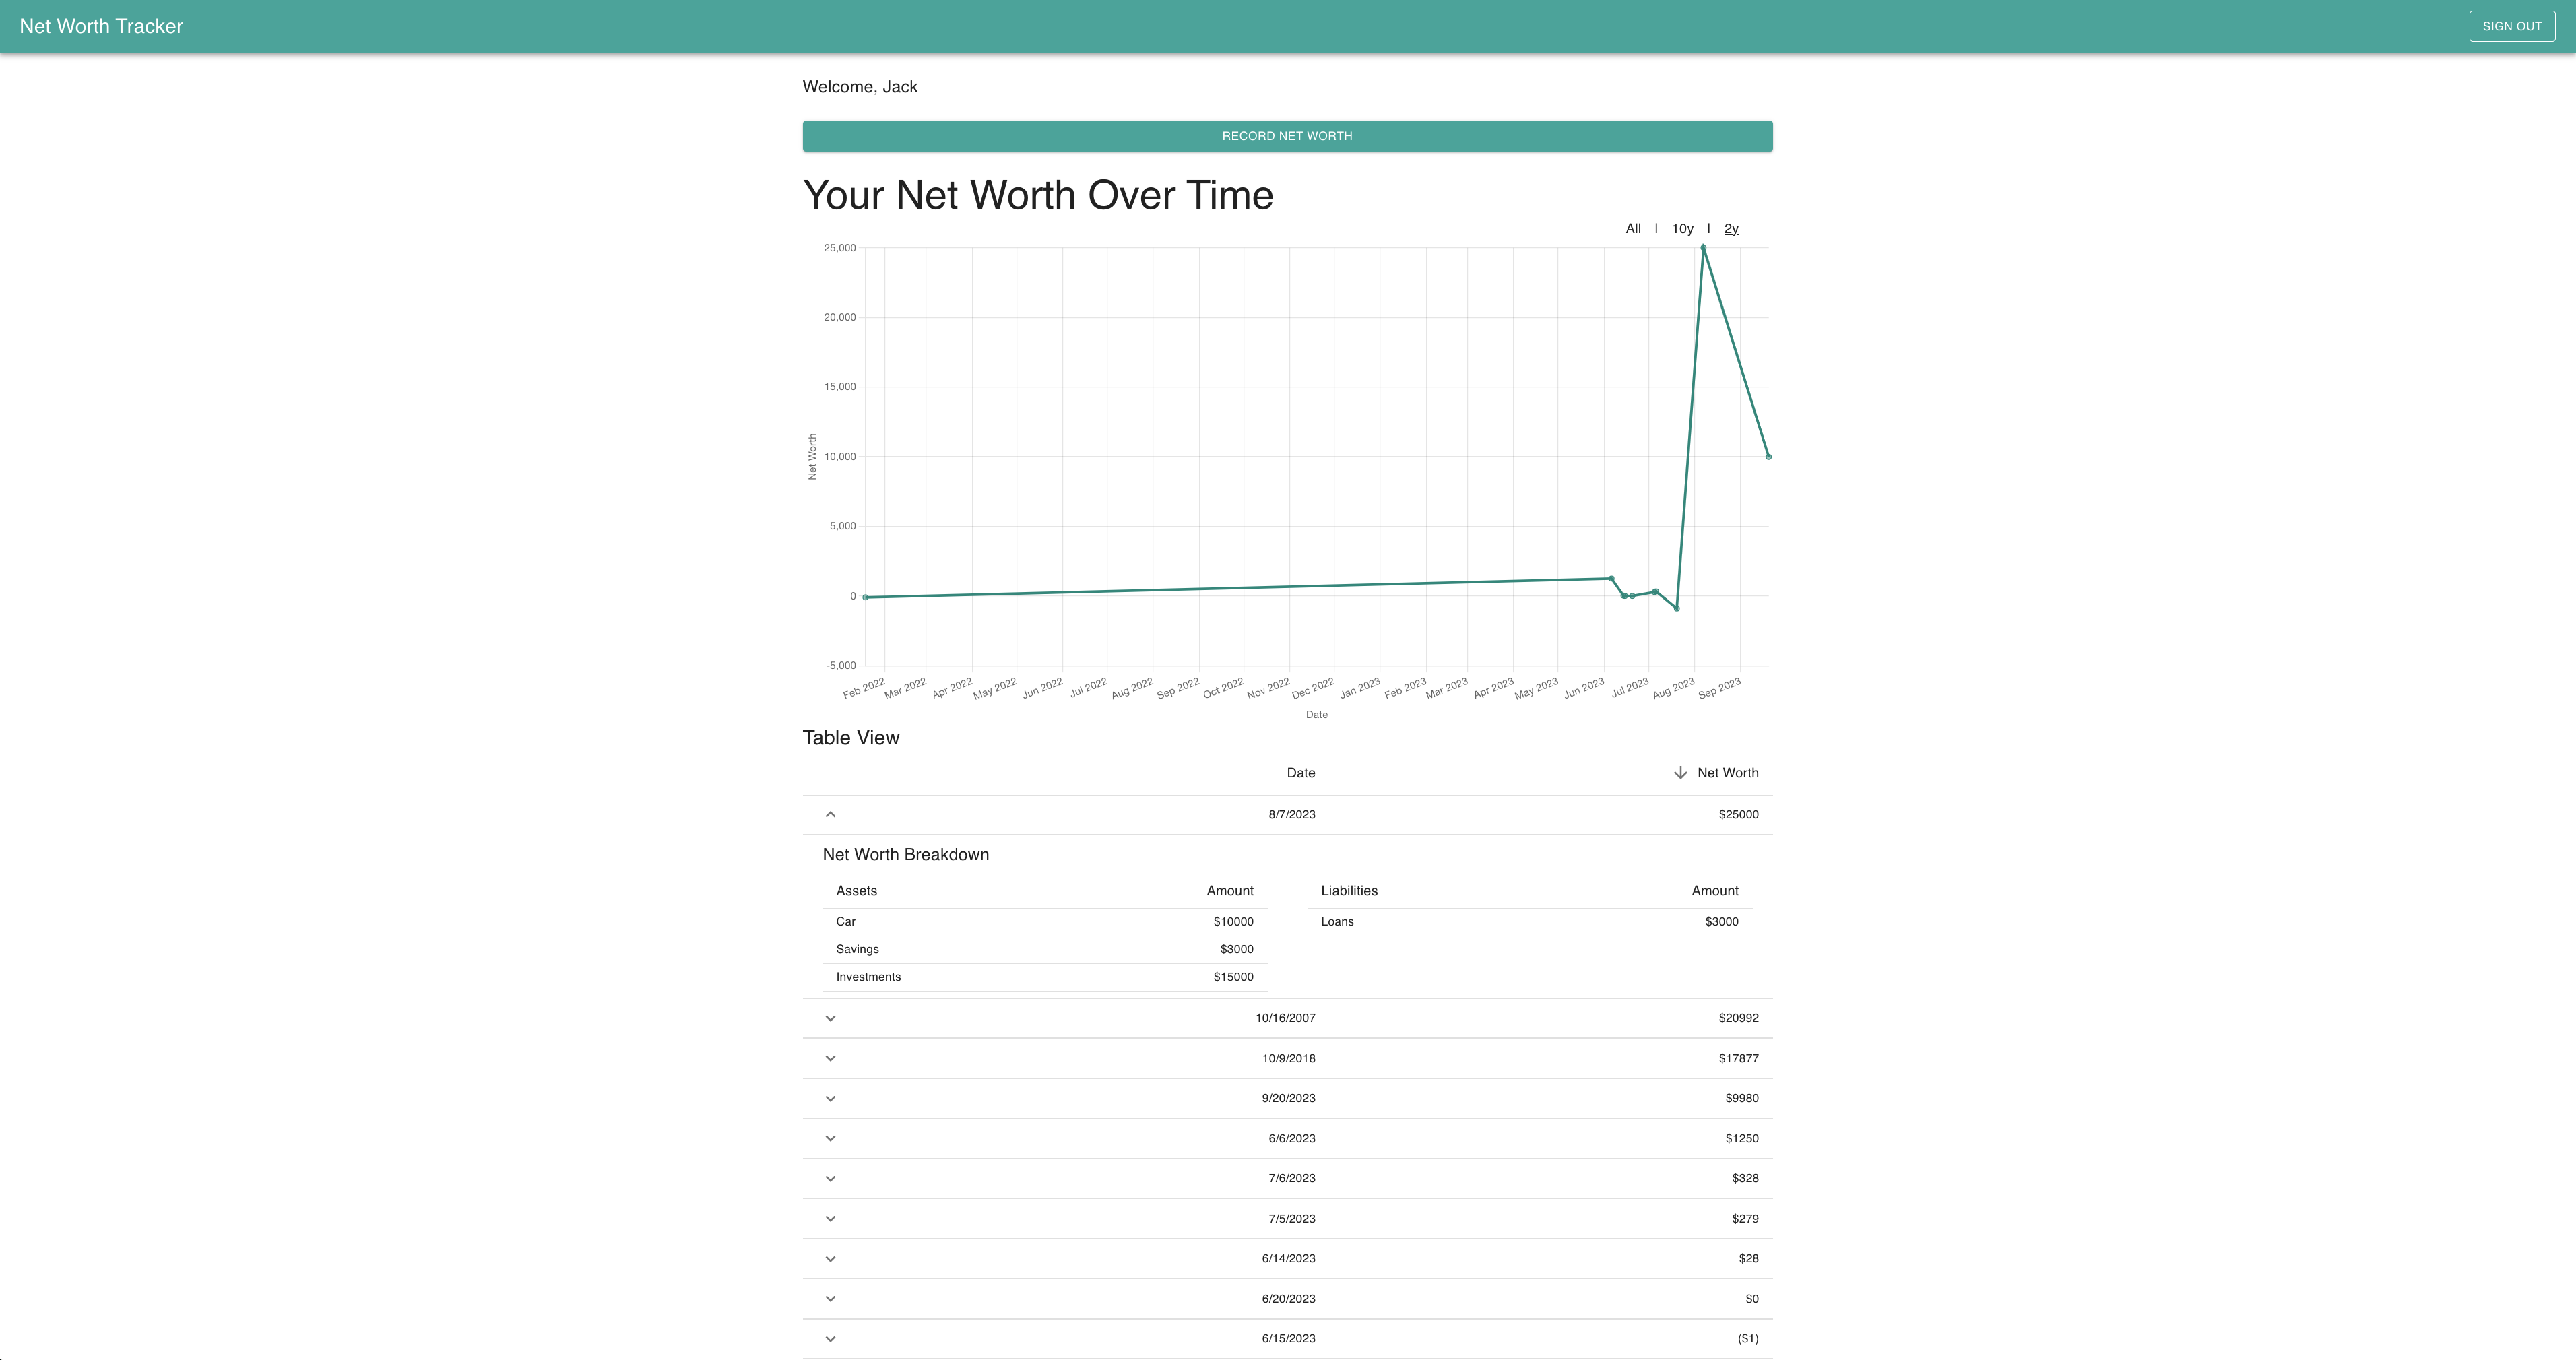 Net Worth Tracker
SIGN OUT
Welcome, Jack
RECORD NET WORTH
Your Net Worth Over Time
All | 10y | 2y
25,000
20,000
15,000
10,000
5,000
0
-5,000
Net Worth
Feb 2022 Mar 2022 Apr 2022 May 2022 Jun 2022 Jul 2022 Aug 2022 Sep 2022 Oct 2022 Nov 2022 Dec 2022 Jan 2023 Feb 2023 Mar 2023 Apr 2023 May 2023 Jun 2023 Jul 2023 Aug 2023 Sep 2023
Date
Table View
Date Net Worth
8/7/2023 $25000
Net Worth Breakdown
Assets Amount Liabilities Amount
Car $10000 Loans $3000
Savings $3000
Investments $15000
10/16/2007 $20992
10/9/2018 $17877
9/20/2023 $9980
6/6/2023 $1250
7/6/2023 $328
7/5/2023 $279
6/14/2023 $28
6/20/2023 $0
6/15/2023 ($1)